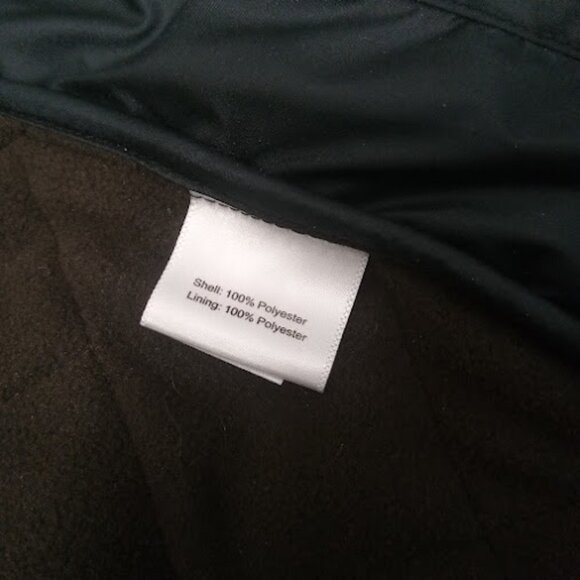 Shell: 100% Polyester
Lining: 100% Polyester